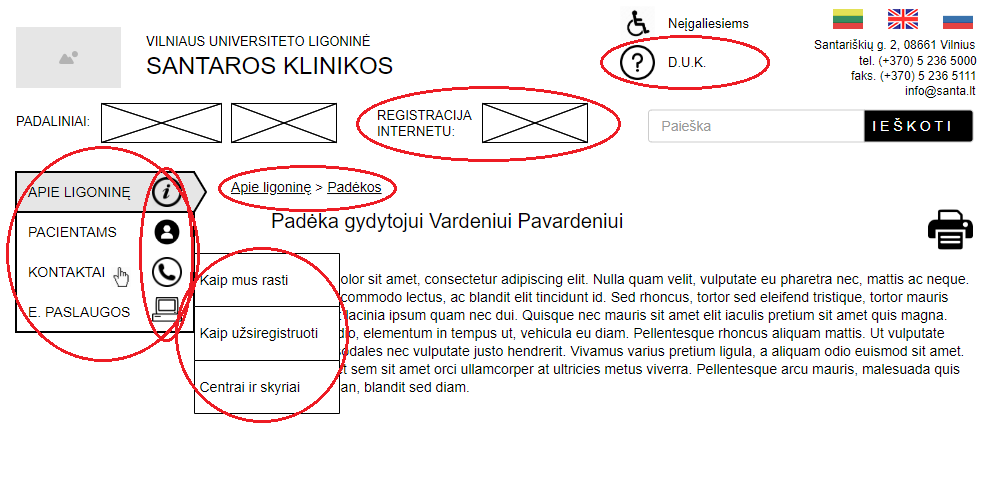 VILNIAUS UNIVERSITETO LIGONINĖ
SANTAROS KLINIKOS
Neįgaliesiems
D.U.K.
Santariškių g. 2, 08661 Vilnius
tel. (+370) 5 236 5000
faks. (+370) 5 236 5111
info@santa.lt
PADALINIAI:
REGISTRACIJA
INTERNETU:
Paieška
IEŠKOTI
APIE LIGONINĘ
PACIENTAMS
KONTAKTAI
E. PASLAUGOS
Apie ligoninę > Padėkos
Padėka gydytojui Vardeniui Pavardeniui
Kaip mus rasti
Kaip užsiregistruoti
Centrai ir skyriai
olor sit amet, consectetur adipiscing elit. Nulla quam velit, vulputate eu pharetra nec, mattis ac neque.
commodo lectus, ac blandit elit tincidunt id. Sed rhoncus, tortor sed eleifend tristique, tortor mauris
lacinia ipsum quam nec dui. Quisque nec mauris sit amet elit iaculis pretium sit amet quis magna.
io, elementum in tempus ut, vehicula eu diam. Pellentesque rhoncus aliquam mattis. Ut vulputate
odales nec vulputate justo hendrerit. Vivamus varius pretium ligula, a aliquam odio euismod sit amet.
t sem sit amet orci ullamcorper at ultricies metus viverra. Pellentesque arcu mauris, malesuada quis
an, blandit sed diam.